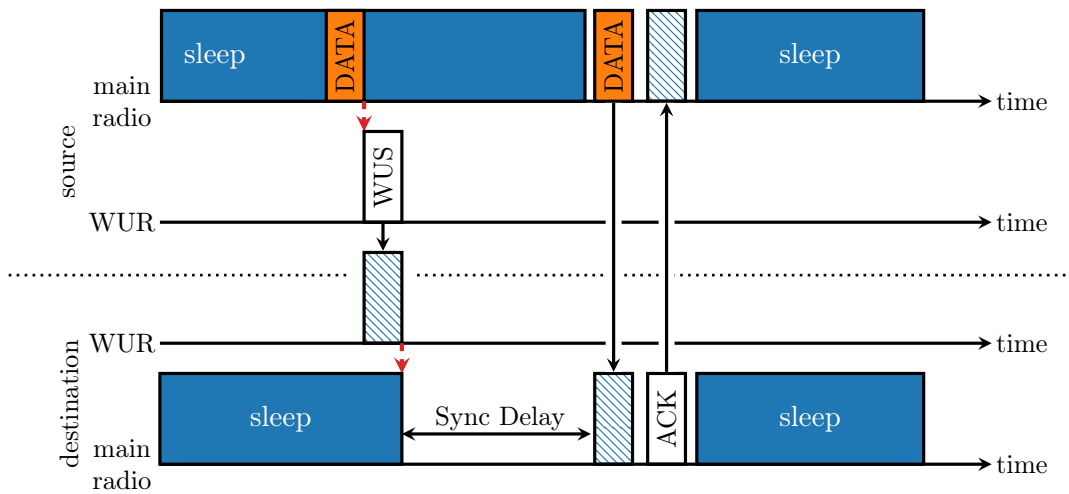 sleep
DATA
DATA
sleep
main
radio
time
source
WUS
WUR
time
WUR
time
destination
sleep
Sync Delay
ACK
sleep
main
radio
time